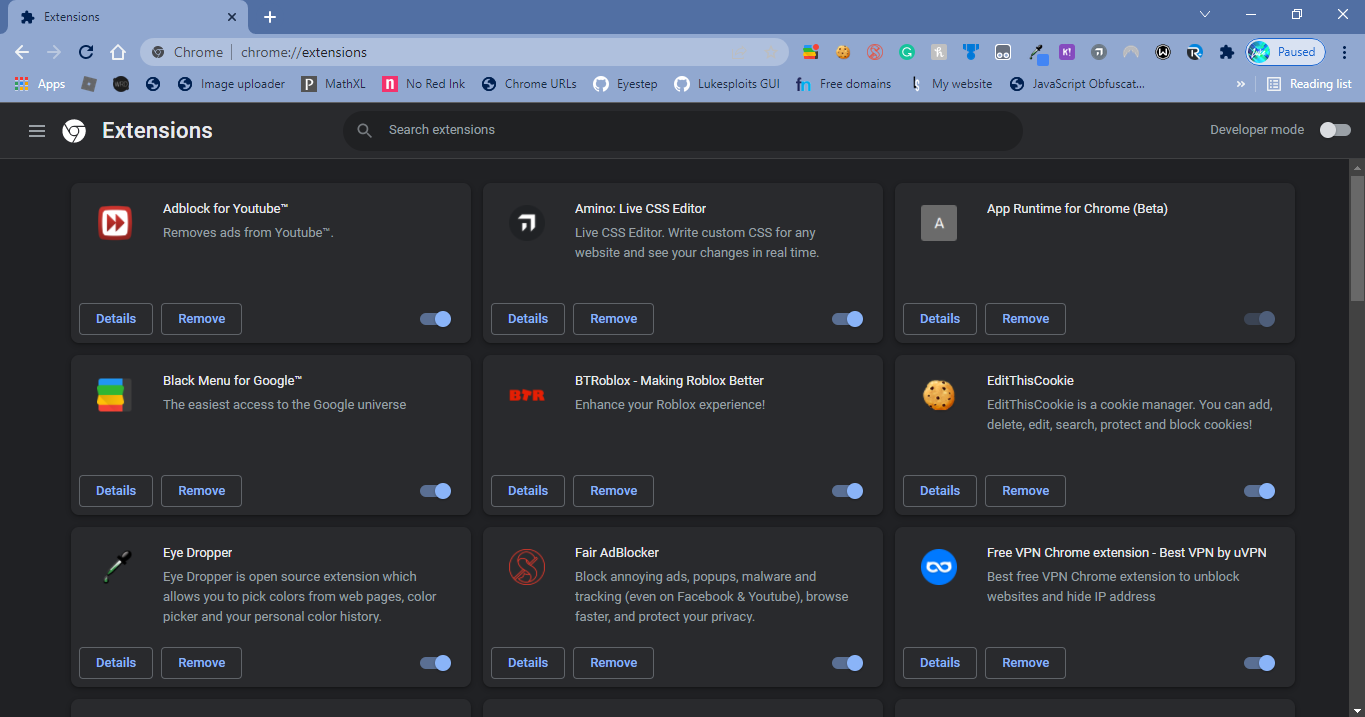 Extensions
Chrome
chrome://extensions
Paused
Apps
Image uploader
MathXL
No Red Ink
Chrome URLs
Eyestep
Lukesploits GUI
Free domains
My website
JavaScript Obfuscat...
»
Reading list
Extensions
Search extensions
Developer mode
Adblock for Youtube™
Removes ads from Youtube™.
Details
Remove
Amino: Live CSS Editor
Live CSS Editor. Write custom CSS for any
website and see your changes in real time.
Details
Remove
A
App Runtime for Chrome (Beta)
Details
Remove
Black Menu for Google™
The easiest access to the Google universe
Details
Remove
BTR
BTRoblox - Making Roblox Better
Enhance your Roblox experience!
Details
Remove
EditThisCookie
EditThisCookie is a cookie manager. You can add,
delete, edit, search, protect and block cookies!
Details
Remove
Eye Dropper
Eye Dropper is open source extension which
allows you to pick colors from web pages, color
picker and your personal color history.
Details
Remove
Fair AdBlocker
Block annoying ads, popups, malware and
tracking (even on Facebook & Youtube), browse
faster, and protect your privacy.
Details
Remove
Free VPN Chrome extension - Best VPN by uVPN
Best free VPN Chrome extension to unblock
websites and hide IP address
Details
Remove